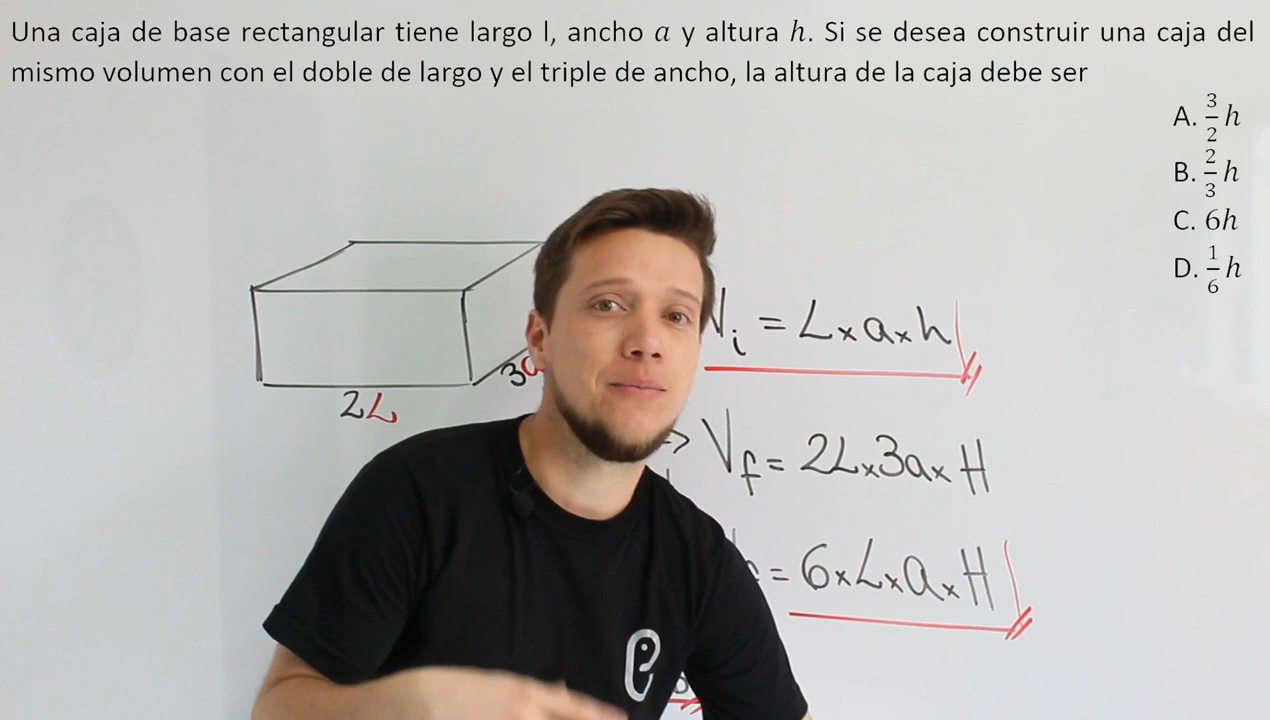 Una caja de base rectangular tiene largo l, ancho a y altura h. Si se desea construir una caja del
mismo volumen con el doble de largo y el triple de ancho, la altura de la caja debe ser
A. 3/2 h
B. 2/3 h
C. 6h
D. 1/6 h
Vi = L x a x h
3a
2L
=> Vf = 2L x 3a x H
= 6 x L x a x H